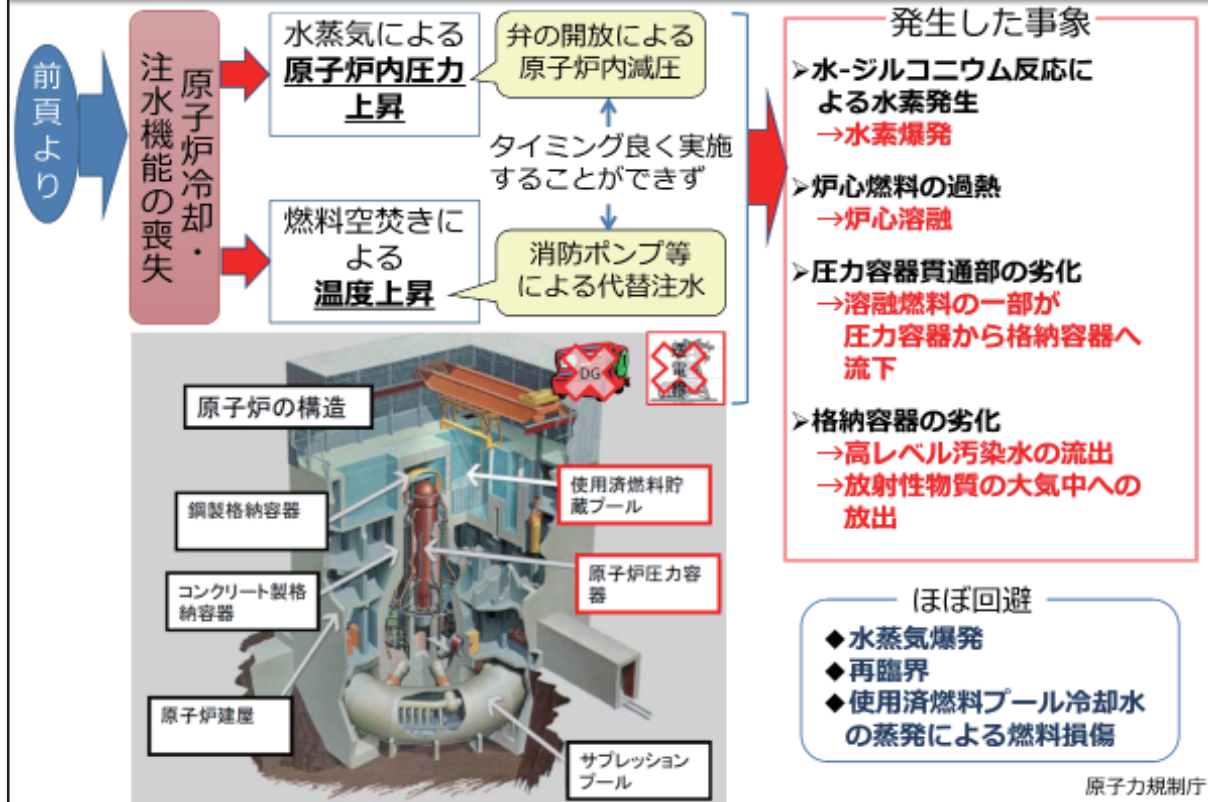 前頁より
原子炉冷却・
注水機能の喪失
水蒸気による
原子炉内圧力
上昇
弁の開放による
原子炉内減圧
タイミング良く実施
することができず
燃料空焚きに
よる
温度上昇
消防ポンプ等
による代替注水
発生した事象
➢水-ジルコニウム反応に
よる水素発生
→水素爆発
➢炉心燃料の過熱
→炉心溶融
➢圧力容器貫通部の劣化
→溶融燃料の一部が
圧力容器から格納容器へ
流下
➢格納容器の劣化
→高レベル汚染水の流出
→放射性物質の大気中への
放出
DG
原子炉の構造
鋼製格納容器
コンクリート製格
納容器
原子炉建屋
使用済燃料貯
蔵プール
原子炉圧力容
器
サプレッション
プール
ほぼ回避
◆水蒸気爆発
◆再臨界
◆使用済燃料プール冷却水
の蒸発による燃料損傷
原子力規制庁